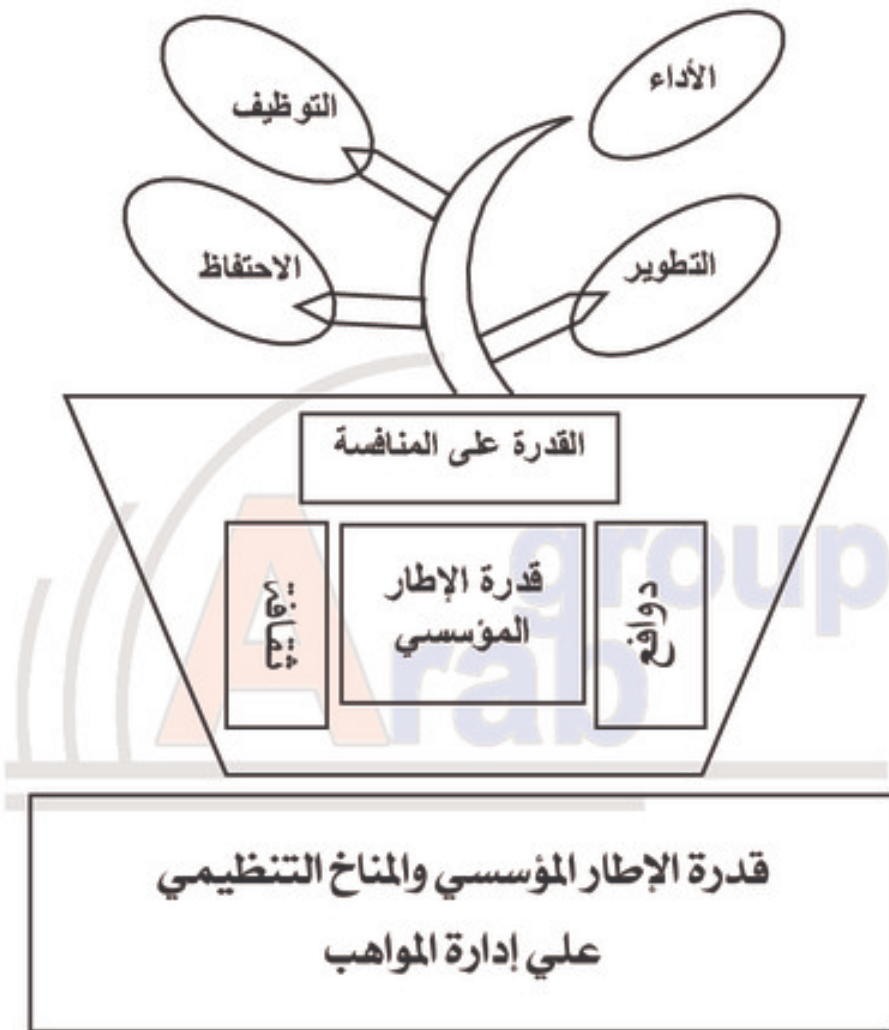 الأداء
التوظيف
التطوير
الاحتفاظ
القدرة على المنافسة
دوافع
قدرة الإطار
المؤسسي
ثقافة
group
Arab
قدرة الإطار المؤسسي والمناخ التنظيمي
علي إدارة المواهب